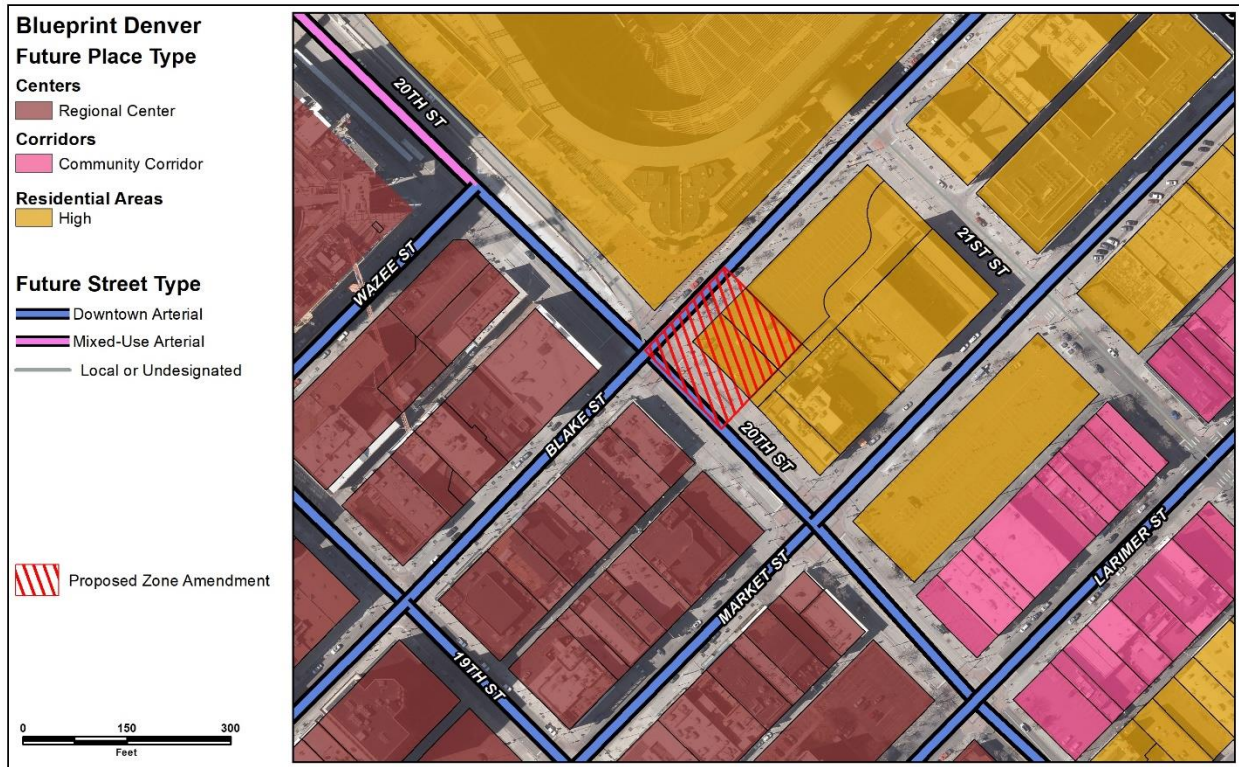 Blueprint Denver
Future Place Type
Centers
Regional Center
Corridors
Community Corridor
Residential Areas
High
Future Street Type
Downtown Arterial
Mixed-Use Arterial
Local or Undesignated
Proposed Zone Amendment
0 150 300
Feet
20TH ST
WAZEE ST
21ST ST
BLAKE ST
20TH ST
MARKET ST
LARIMER ST
19TH ST